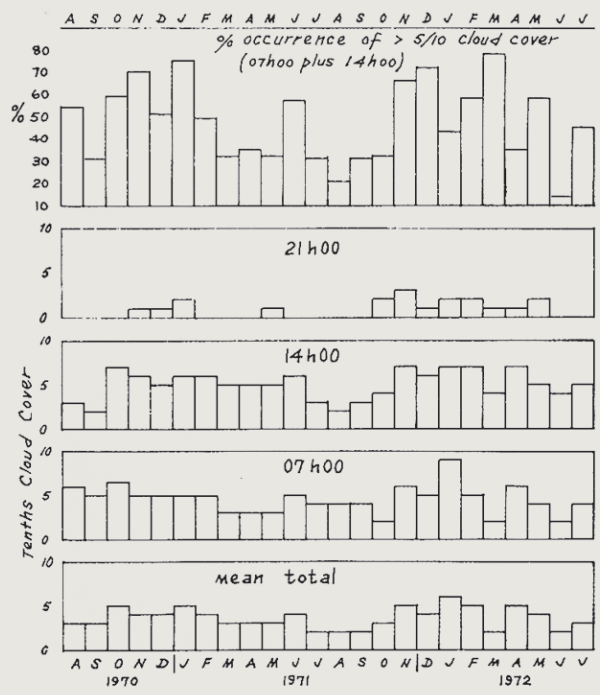 A S O N D J F M A M J J A S O N D J F M A M J J
% occurrence of > 5/10 cloud cover
(07h00 plus 14h00)
80
70
60
% 50
40
30
20
10
10
21h00
5
0
10
14h00
5
0
10
07h00
5
0
Tenths Cloud Cover
10
mean total
5
0
A S O N D | J F M A M J J A S O N | D J F M A M J J
1970 1971 1972